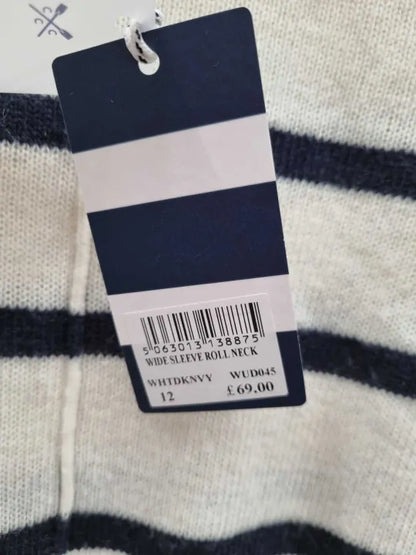 5 063013 138875
WIDE SLEEVE ROLL NECK
WHTDKNVY WUD045
12 £69.00